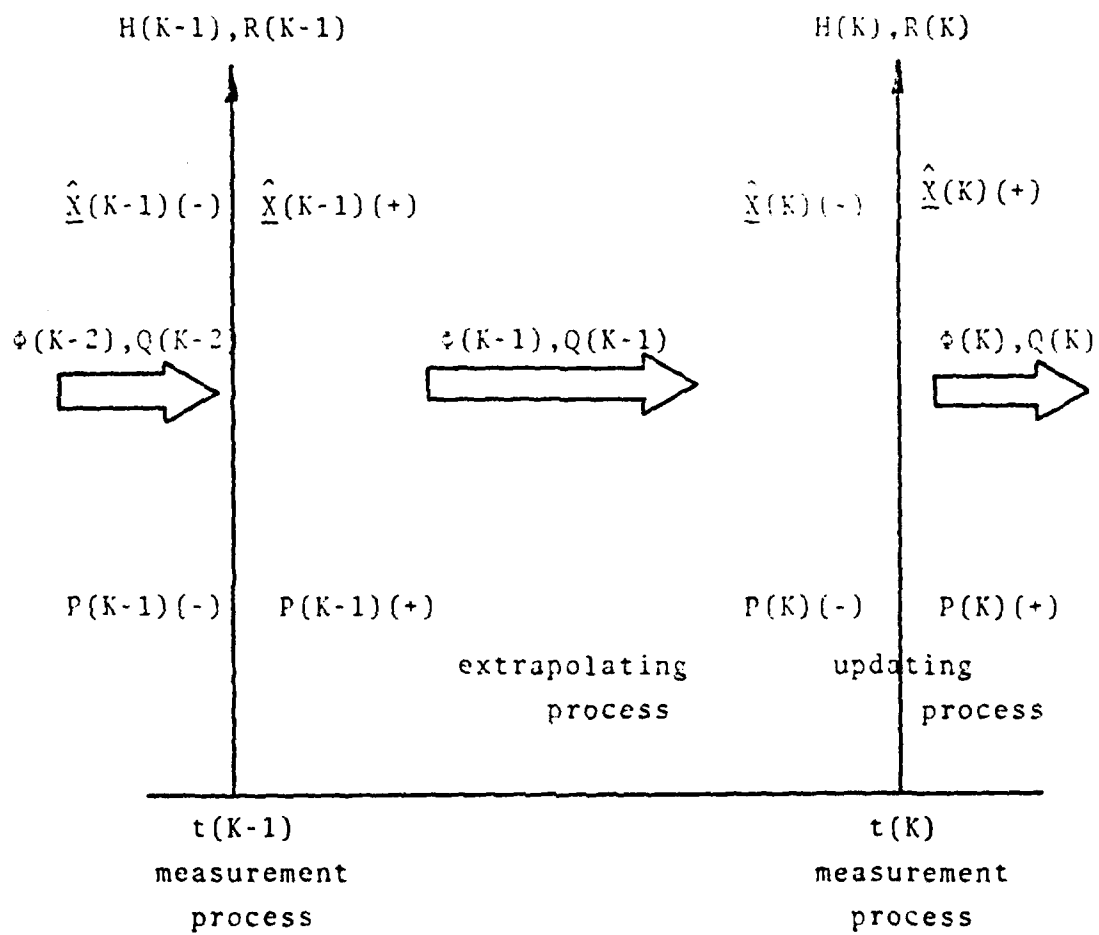 H(K-1),R(K-1)
H(K),R(K)
X̲̂(K-1)(-)
X̲̂(K-1)(+)
X̲̂(K)(-)
X̲̂(K)(+)
Φ(K-2),Q(K-2
Φ(K-1),Q(K-1)
Φ(K),Q(K)
P(K-1)(-)
P(K-1)(+)
P(K)(-)
P(K)(+)
extrapolating
process
updating
process
t(K-1)
measurement
process
t(K)
measurement
process